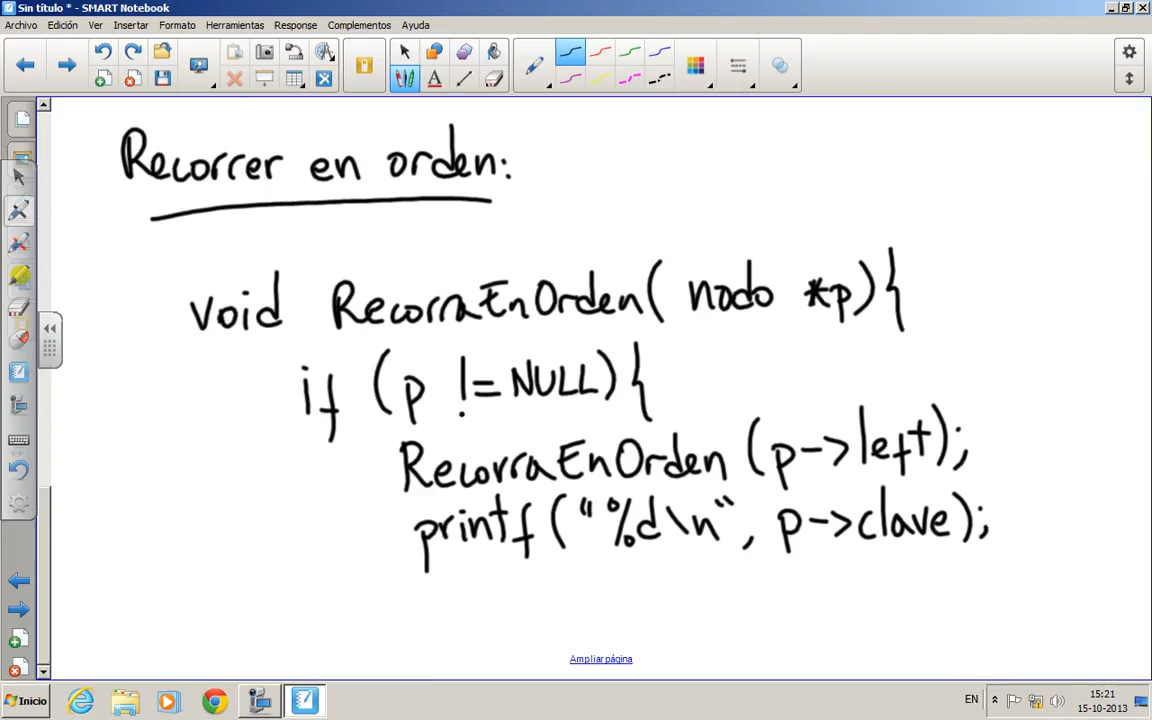 Sin título * - SMART Notebook
Archivo Edición Ver Insertar Formato Herramientas Response Complementos Ayuda
Recorrer en orden:
void RecorraEnOrden( nodo *p){
if (p != NULL){
RecorraEnOrden (p->left);
printf ("%d\n", p->clave);
Ampliar página
Inicio
EN
15:21
15-10-2013